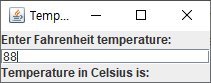 Temp...
Enter Fahrenheit temperature:
88
Temperature in Celsius is: